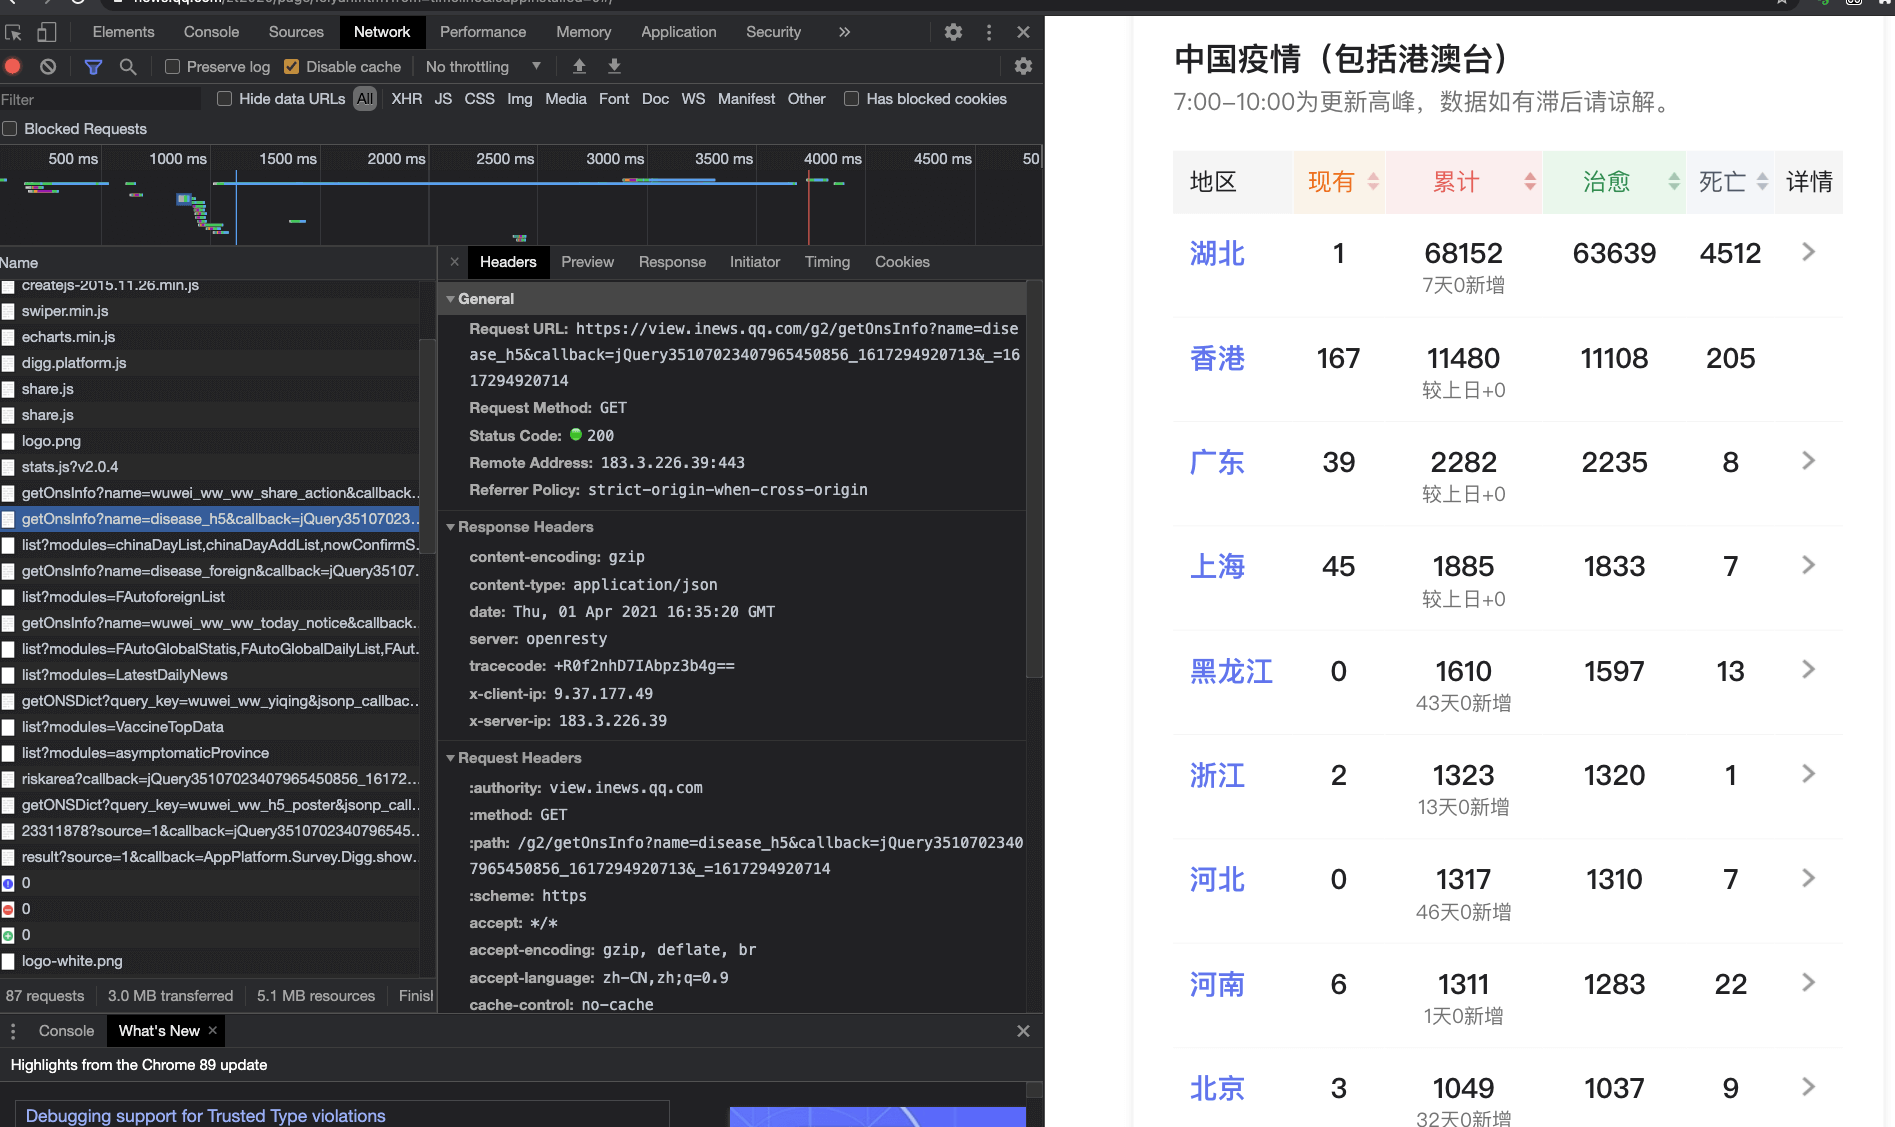 Elements Console Sources Network Performance Memory Application Security »
Preserve log Disable cache No throttling
Filter Hide data URLs All XHR JS CSS Img Media Font Doc WS Manifest Other Has blocked cookies
Blocked Requests
500 ms 1000 ms 1500 ms 2000 ms 2500 ms 3000 ms 3500 ms 4000 ms 4500 ms 50
Name
createjs-2015.11.26.min.js
swiper.min.js
echarts.min.js
digg.platform.js
share.js
share.js
logo.png
stats.js?v2.0.4
getOnsInfo?name=wuwei_ww_ww_share_action&callback…
getOnsInfo?name=disease_h5&callback=jQuery35107023…
list?modules=chinaDayList,chinaDayAddList,nowConfirmS…
getOnsInfo?name=disease_foreign&callback=jQuery35107…
list?modules=FAutoforeignList
getOnsInfo?name=wuwei_ww_ww_today_notice&callback…
list?modules=FAutoGlobalStatis,FAutoGlobalDailyList,FAut…
list?modules=LatestDailyNews
getONSDict?query_key=wuwei_ww_yiqing&jsonp_callbac…
list?modules=VaccineTopData
list?modules=asymptomaticProvince
riskarea?callback=jQuery35107023407965450856_16172…
getONSDict?query_key=wuwei_ww_h5_poster&jsonp_call…
23311878?source=1&callback=jQuery3510702340796545…
result?source=1&callback=AppPlatform.Survey.Digg.show…
0
0
0
logo-white.png
87 requests 3.0 MB transferred 5.1 MB resources Finisl
× Headers Preview Response Initiator Timing Cookies
General
Request URL: https://view.inews.qq.com/g2/getOnsInfo?name=dise
ase_h5&callback=jQuery35107023407965450856_1617294920713&_=16
17294920714
Request Method: GET
Status Code: 200
Remote Address: 183.3.226.39:443
Referrer Policy: strict-origin-when-cross-origin
Response Headers
content-encoding: gzip
content-type: application/json
date: Thu, 01 Apr 2021 16:35:20 GMT
server: openresty
tracecode: +R0f2nhD7IAbpz3b4g==
x-client-ip: 9.37.177.49
x-server-ip: 183.3.226.39
Request Headers
:authority: view.inews.qq.com
:method: GET
:path: /g2/getOnsInfo?name=disease_h5&callback=jQuery3510702340
7965450856_1617294920713&_=1617294920714
:scheme: https
accept: */*
accept-encoding: gzip, deflate, br
accept-language: zh-CN,zh;q=0.9
cache-control: no-cache
Console What's New ×
Highlights from the Chrome 89 update
Debugging support for Trusted Type violations
中国疫情（包括港澳台）
7:00–10:00为更新高峰，数据如有滞后请谅解。
地区 现有 累计 治愈 死亡 详情
湖北 1 68152 63639 4512
7天0新增
香港 167 11480 11108 205
较上日+0
广东 39 2282 2235 8
较上日+0
上海 45 1885 1833 7
较上日+0
黑龙江 0 1610 1597 13
43天0新增
浙江 2 1323 1320 1
13天0新增
河北 0 1317 1310 7
46天0新增
河南 6 1311 1283 22
1天0新增
北京 3 1049 1037 9
32天0新增